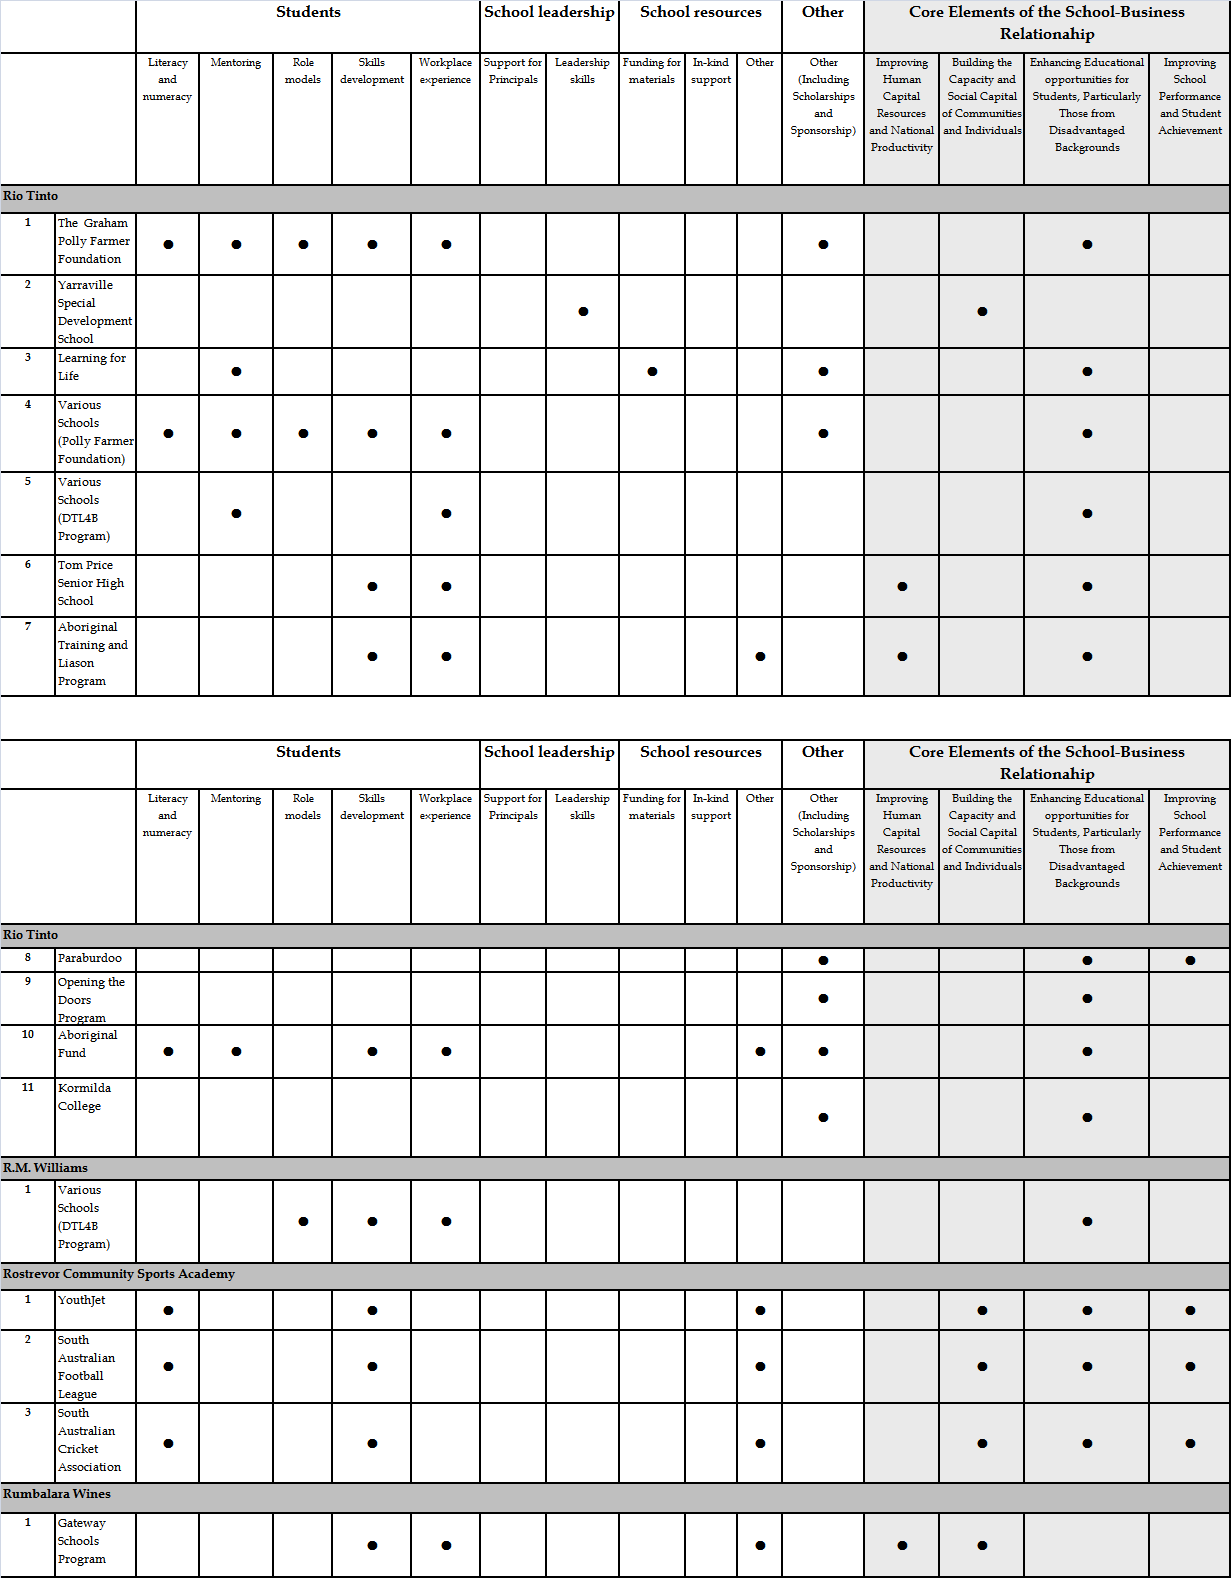 Students
School leadership
School resources
Other
Core Elements of the School-Business
Relationahip
Literacy
and
numeracy
Mentoring
Role
models
Skills
development
Workplace
experience
Support for
Principals
Leadership
skills
Funding for
materials
In-kind
support
Other
Other
(Including
Scholarships
and
Sponsorship)
Improving
Human
Capital
Resources
and National
Productivity
Building the
Capacity and
Social Capital
of Communities
and Individuals
Enhancing Educational
opportunities for
Students, Particularly
Those from
Disadvantaged
Backgrounds
Improving
School
Performance
and Student
Achievement
Rio Tinto
1
The Graham
Polly Farmer
Foundation
● ● ● ● ● ● ●
2
Yarraville
Special
Development
School
● ●
3
Learning for
Life
● ● ● ●
4
Various
Schools
(Polly Farmer
Foundation)
● ● ● ● ● ● ●
5
Various
Schools
(DTL4B
Program)
● ● ●
6
Tom Price
Senior High
School
● ● ● ●
7
Aboriginal
Training and
Liason
Program
● ● ● ● ●
Students
School leadership
School resources
Other
Core Elements of the School-Business
Relationahip
Literacy
and
numeracy
Mentoring
Role
models
Skills
development
Workplace
experience
Support for
Principals
Leadership
skills
Funding for
materials
In-kind
support
Other
Other
(Including
Scholarships
and
Sponsorship)
Improving
Human
Capital
Resources
and National
Productivity
Building the
Capacity and
Social Capital
of Communities
and Individuals
Enhancing Educational
opportunities for
Students, Particularly
Those from
Disadvantaged
Backgrounds
Improving
School
Performance
and Student
Achievement
Rio Tinto
8
Paraburdoo
● ● ●
9
Opening the
Doors
Program
● ●
10
Aboriginal
Fund
● ● ● ● ● ● ●
11
Kormilda
College
● ●
R.M. Williams
1
Various
Schools
(DTL4B
Program)
● ● ● ●
Rostrevor Community Sports Academy
1
YouthJet
● ● ● ● ● ●
2
South
Australian
Football
League
● ● ● ● ● ●
3
South
Australian
Cricket
Association
● ● ● ● ● ●
Rumbalara Wines
1
Gateway
Schools
Program
● ● ● ● ●